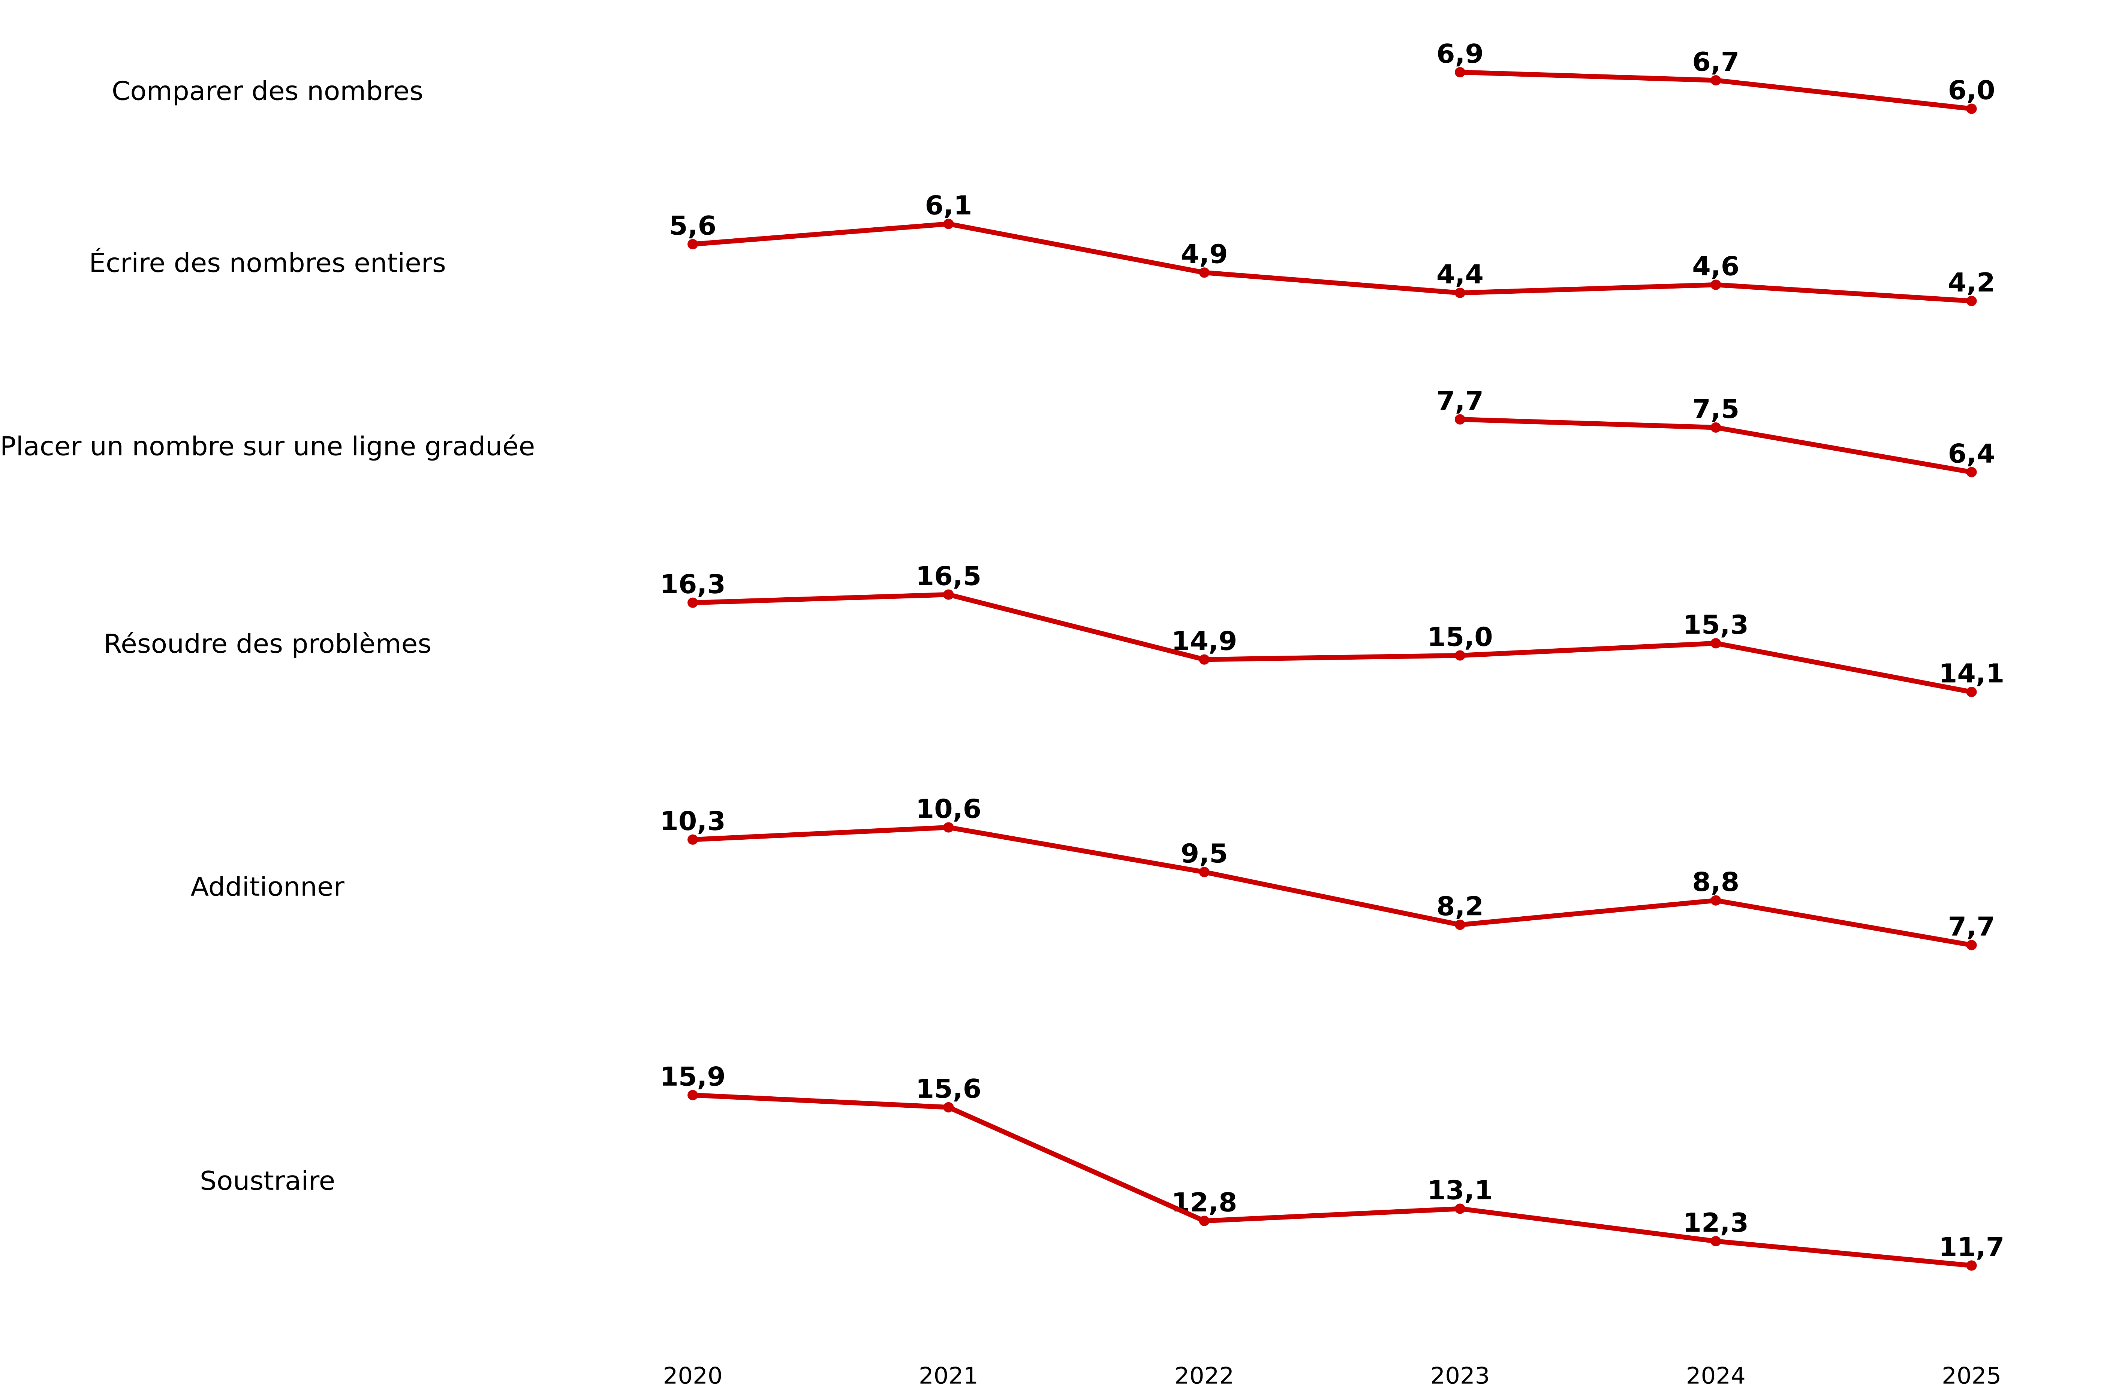 Comparer des nombres
6,9 6,7 6,0
Écrire des nombres entiers
5,6 6,1 4,9 4,4 4,6 4,2
Placer un nombre sur une ligne graduée
7,7 7,5 6,4
Résoudre des problèmes
16,3 16,5 14,9 15,0 15,3 14,1
Additionner
10,3 10,6 9,5 8,2 8,8 7,7
Soustraire
15,9 15,6 12,8 13,1 12,3 11,7
2020 2021 2022 2023 2024 2025